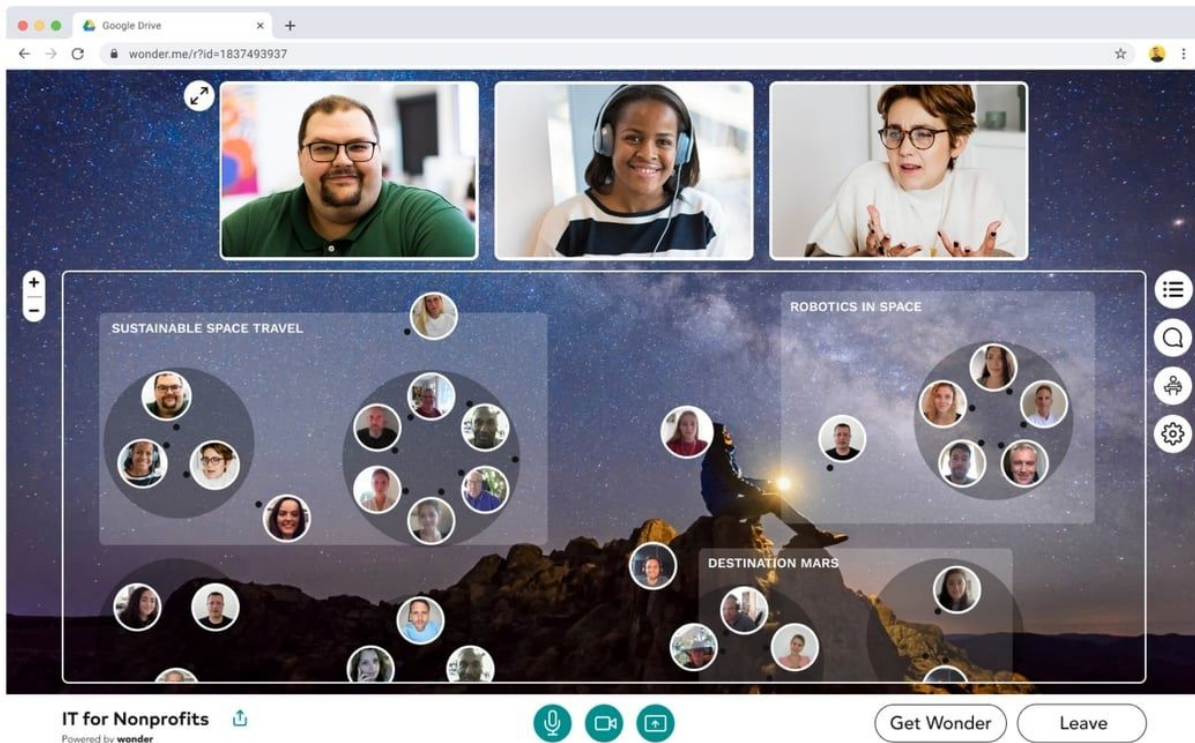 Google Drive
wonder.me/r?id=1837493937
SUSTAINABLE SPACE TRAVEL
ROBOTICS IN SPACE
DESTINATION MARS
IT for Nonprofits
Powered by wonder
Get Wonder
Leave